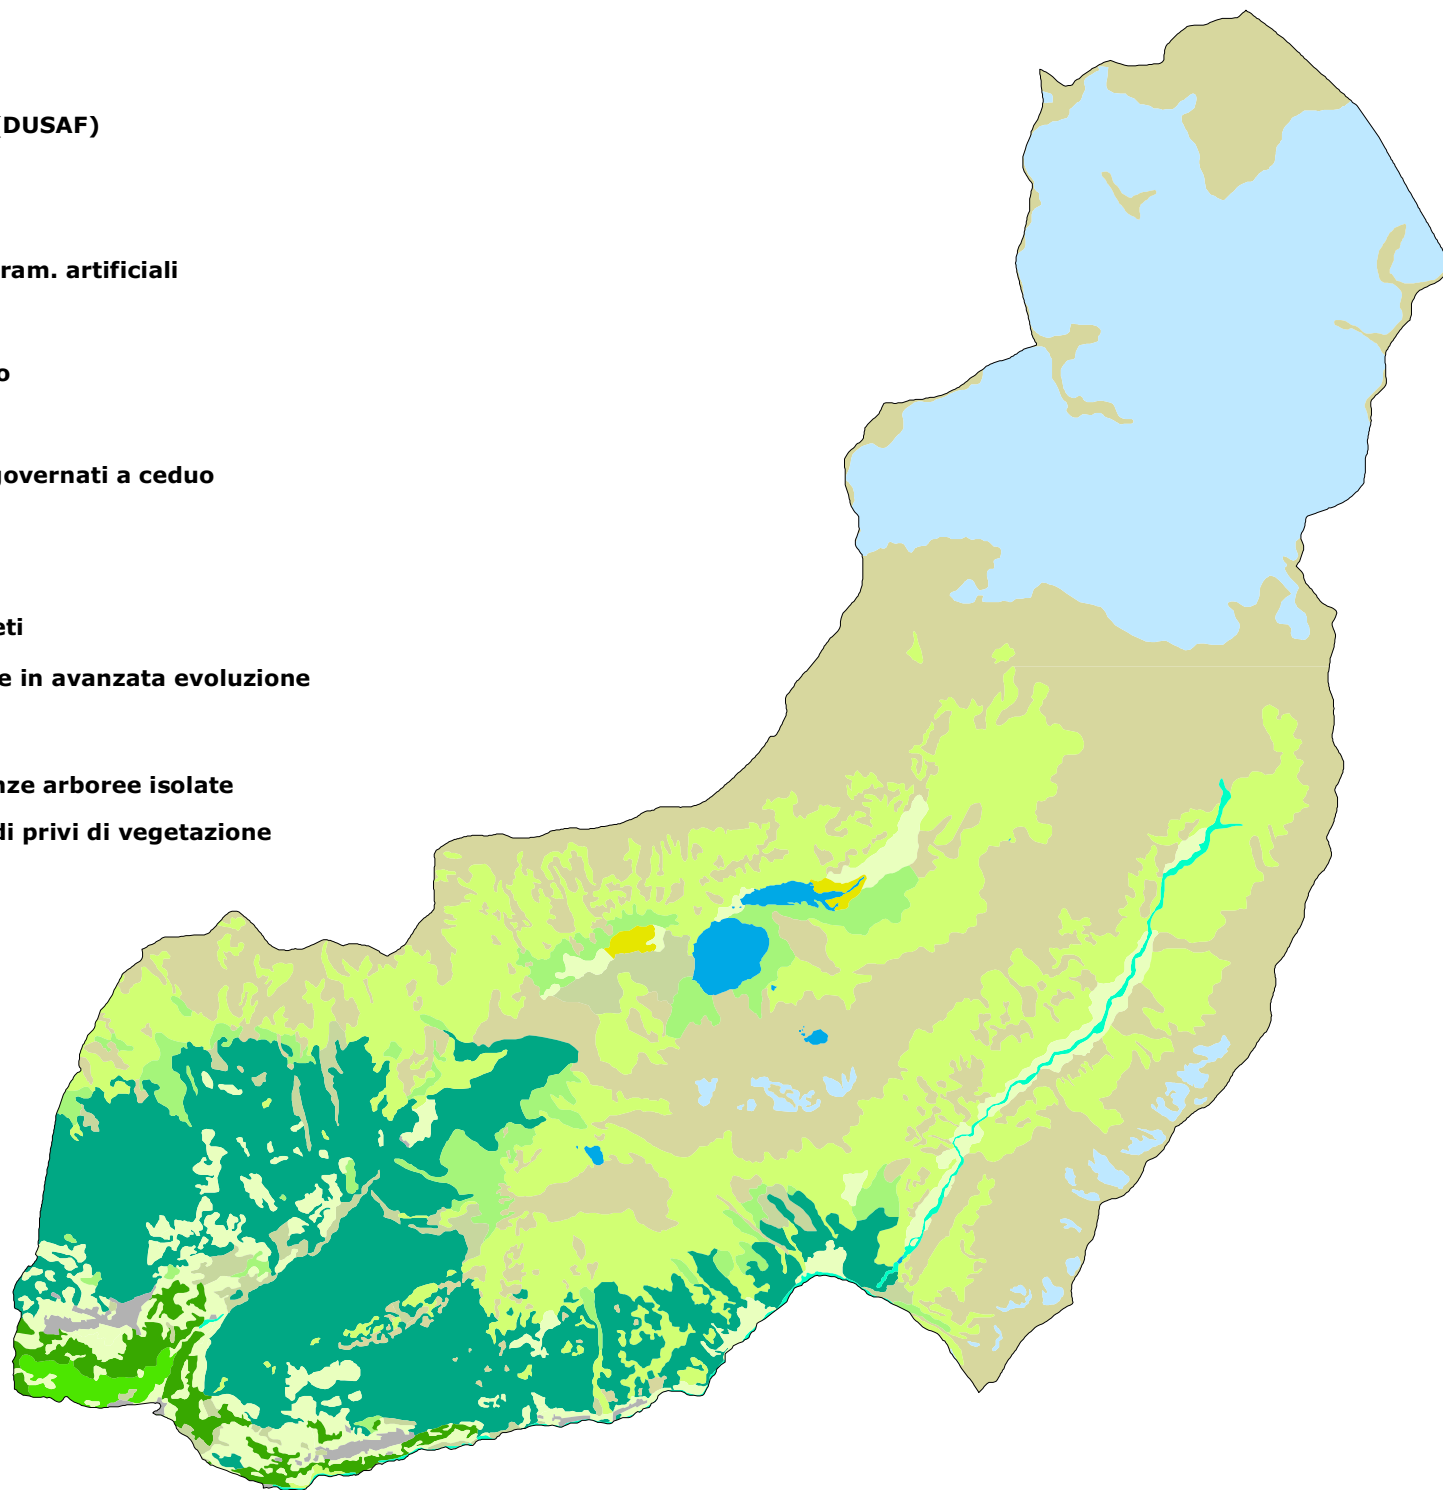 (DUSAF)
ram. artificiali
o
governati a ceduo
eti
e in avanzata evoluzione
nze arboree isolate
di privi di vegetazione